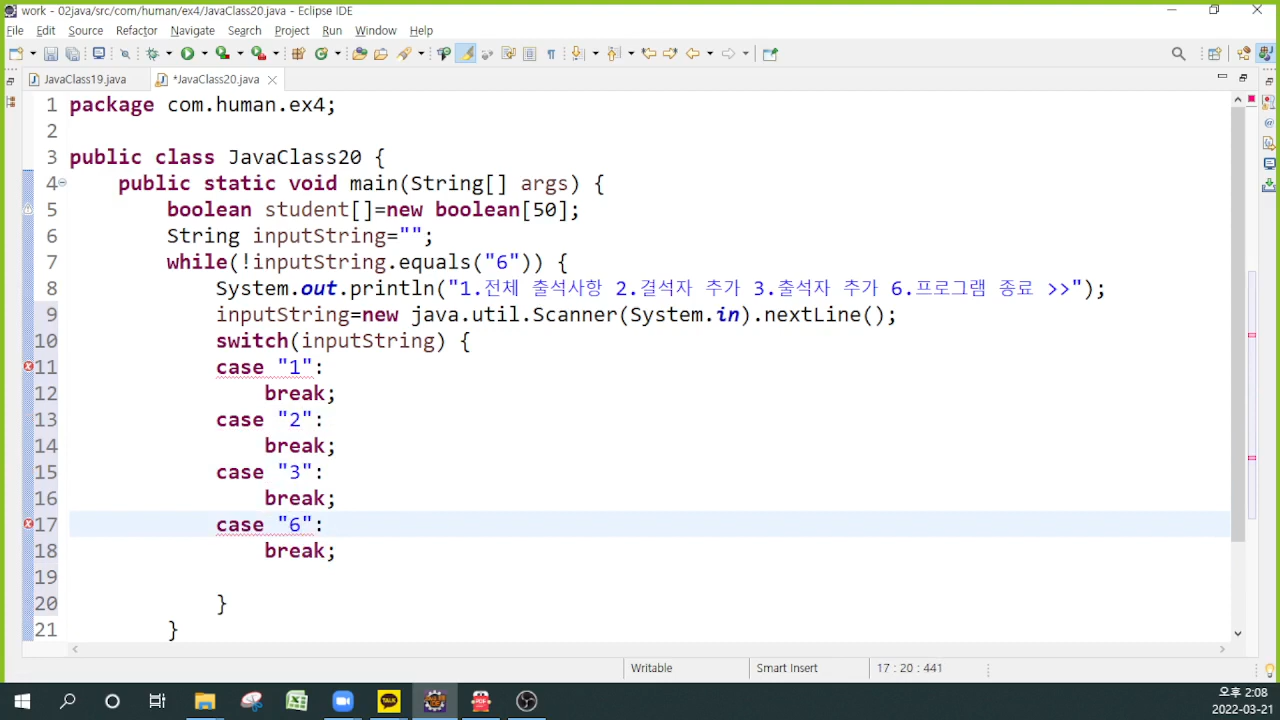 work - 02java/src/com/human/ex4/JavaClass20.java - Eclipse IDE
File Edit Source Refactor Navigate Search Project Run Window Help
JavaClass19.java *JavaClass20.java
1 package com.human.ex4;
2
3 public class JavaClass20 {
4 public static void main(String[] args) {
5 boolean student[]=new boolean[50];
6 String inputString="";
7 while(!inputString.equals("6")) {
8 System.out.println("1.전체 출석사항 2.결석자 추가 3.출석자 추가 6.프로그램 종료 >>");
9 inputString=new java.util.Scanner(System.in).nextLine();
10 switch(inputString) {
11 case "1":
12 break;
13 case "2":
14 break;
15 case "3":
16 break;
17 case "6":
18 break;
19
20 }
21 }
Writable Smart Insert 17 : 20 : 441
TALK
PDF
오후 2:08
2022-03-21